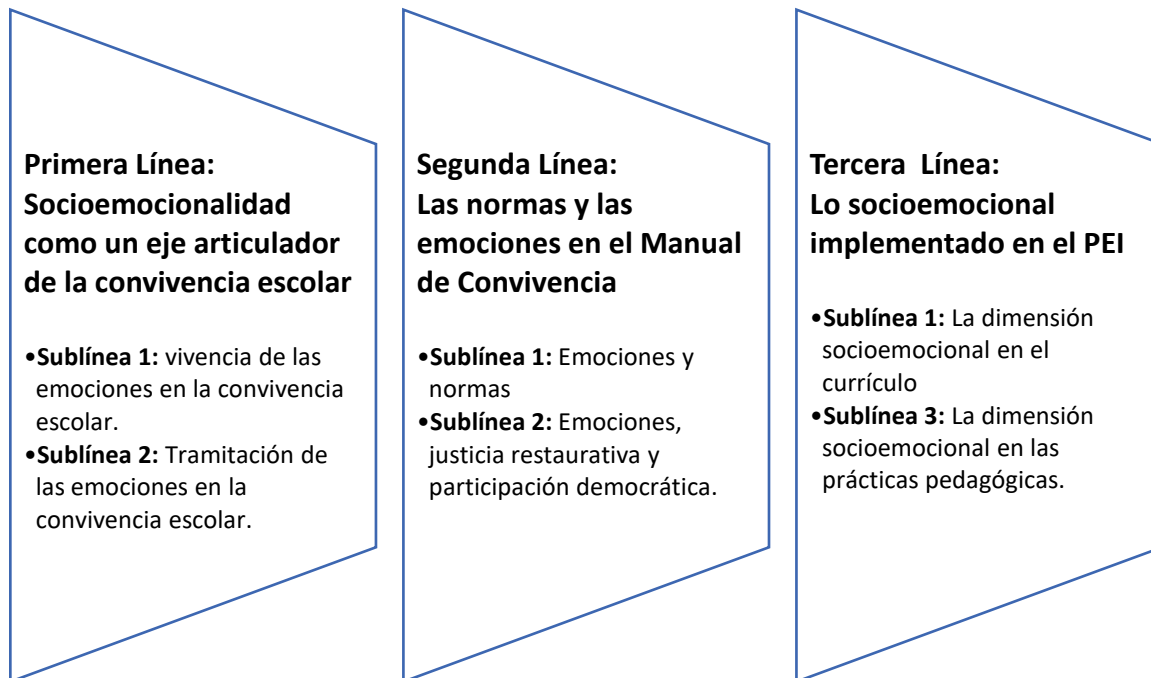 Primera Línea:
Socioemocionalidad
como un eje articulador
de la convivencia escolar
•Sublínea 1: vivencia de las
emociones en la convivencia
escolar.
•Sublínea 2: Tramitación de
las emociones en la
convivencia escolar.
Segunda Línea:
Las normas y las
emociones en el Manual
de Convivencia
•Sublínea 1: Emociones y
normas
•Sublínea 2: Emociones,
justicia restaurativa y
participación democrática.
Tercera Línea:
Lo socioemocional
implementado en el PEI
•Sublínea 1: La dimensión
socioemocional en el
currículo
•Sublínea 3: La dimensión
socioemocional en las
prácticas pedagógicas.